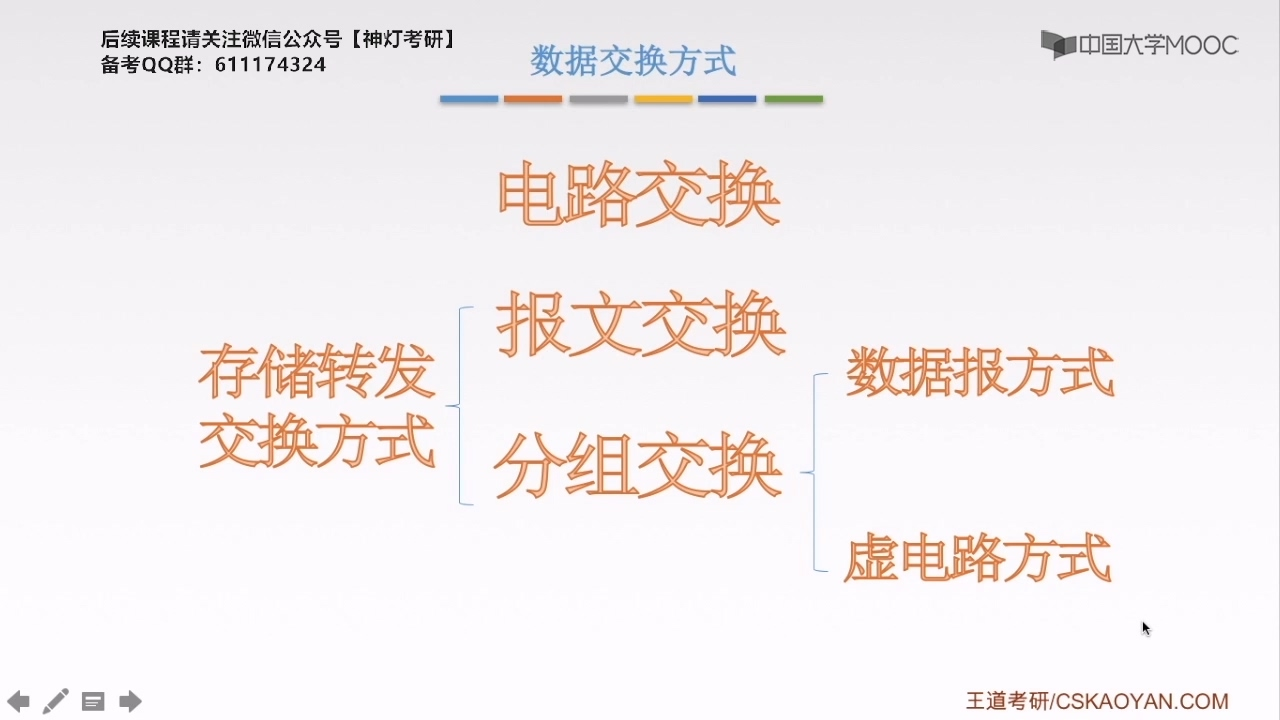 后续课程请关注微信公众号【神灯考研】
备考QQ群：611174324
数据交换方式
中国大学MOOC
电路交换
报文交换
存储转发
交换方式
分组交换
数据报方式
虚电路方式
王道考研/CSKAOYAN.COM